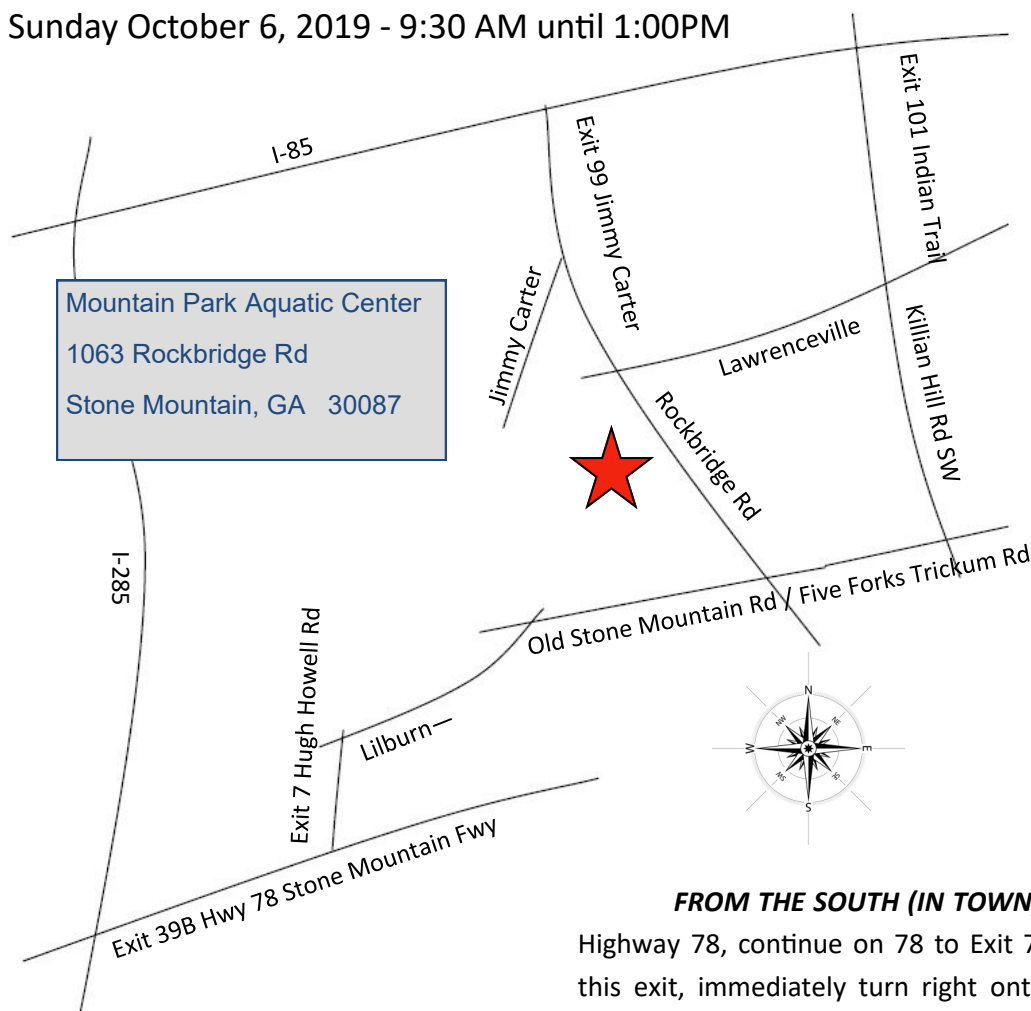 Sunday October 6, 2019 - 9:30 AM until 1:00PM
I-85
Exit 99 Jimmy Carter
Exit 101 Indian Trail
Mountain Park Aquatic Center
1063 Rockbridge Rd
Stone Mountain, GA 30087
Jimmy Carter
Lawrenceville
Killian Hill Rd SW
Rockbridge Rd
I-285
Old Stone Mountain Rd / Five Forks Trickum Rd
Exit 7 Hugh Howell Rd
Lilburn—
Exit 39B Hwy 78 Stone Mountain Fwy
N
NW
NE
W
E
SW
SE
S
FROM THE SOUTH (IN TOWN
Highway 78, continue on 78 to Exit 7
this exit, immediately turn right ont